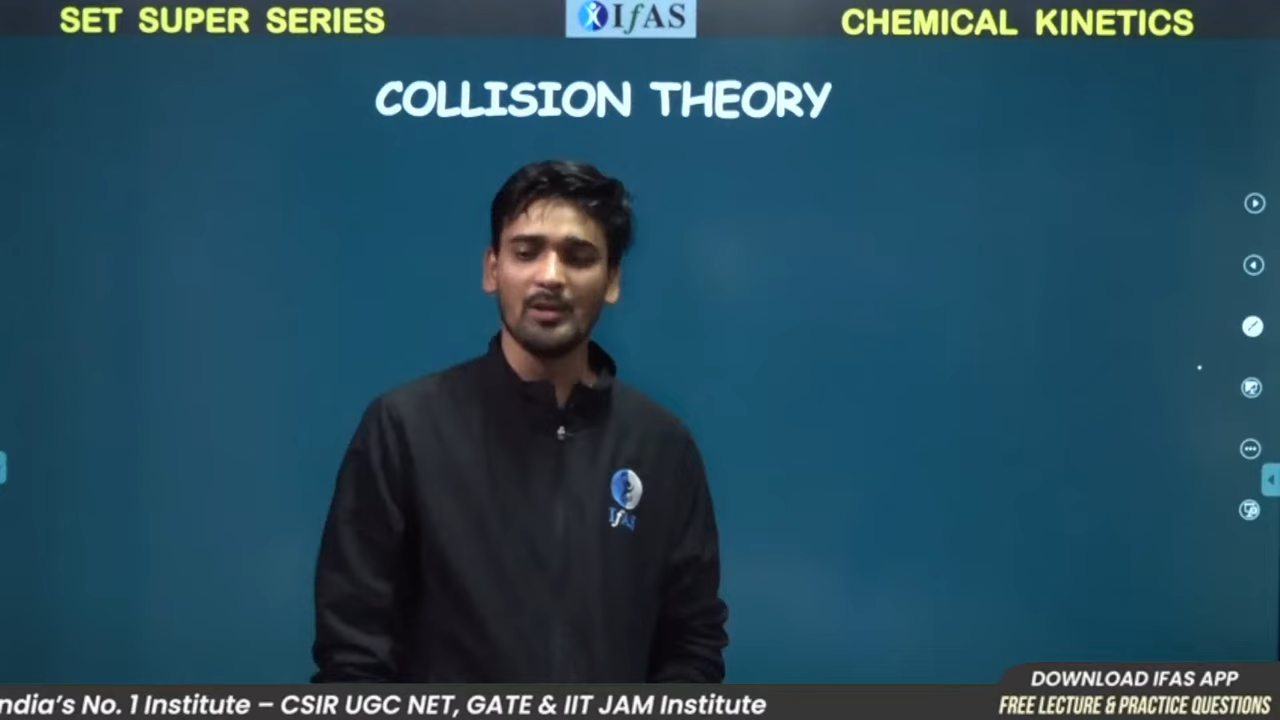 SET SUPER SERIES
IfAS
CHEMICAL KINETICS
COLLISION THEORY
IfAS
DOWNLOAD IFAS APP
ndia's No. 1 Institute – CSIR UGC NET, GATE & IIT JAM Institute
FREE LECTURE & PRACTICE QUESTIONS